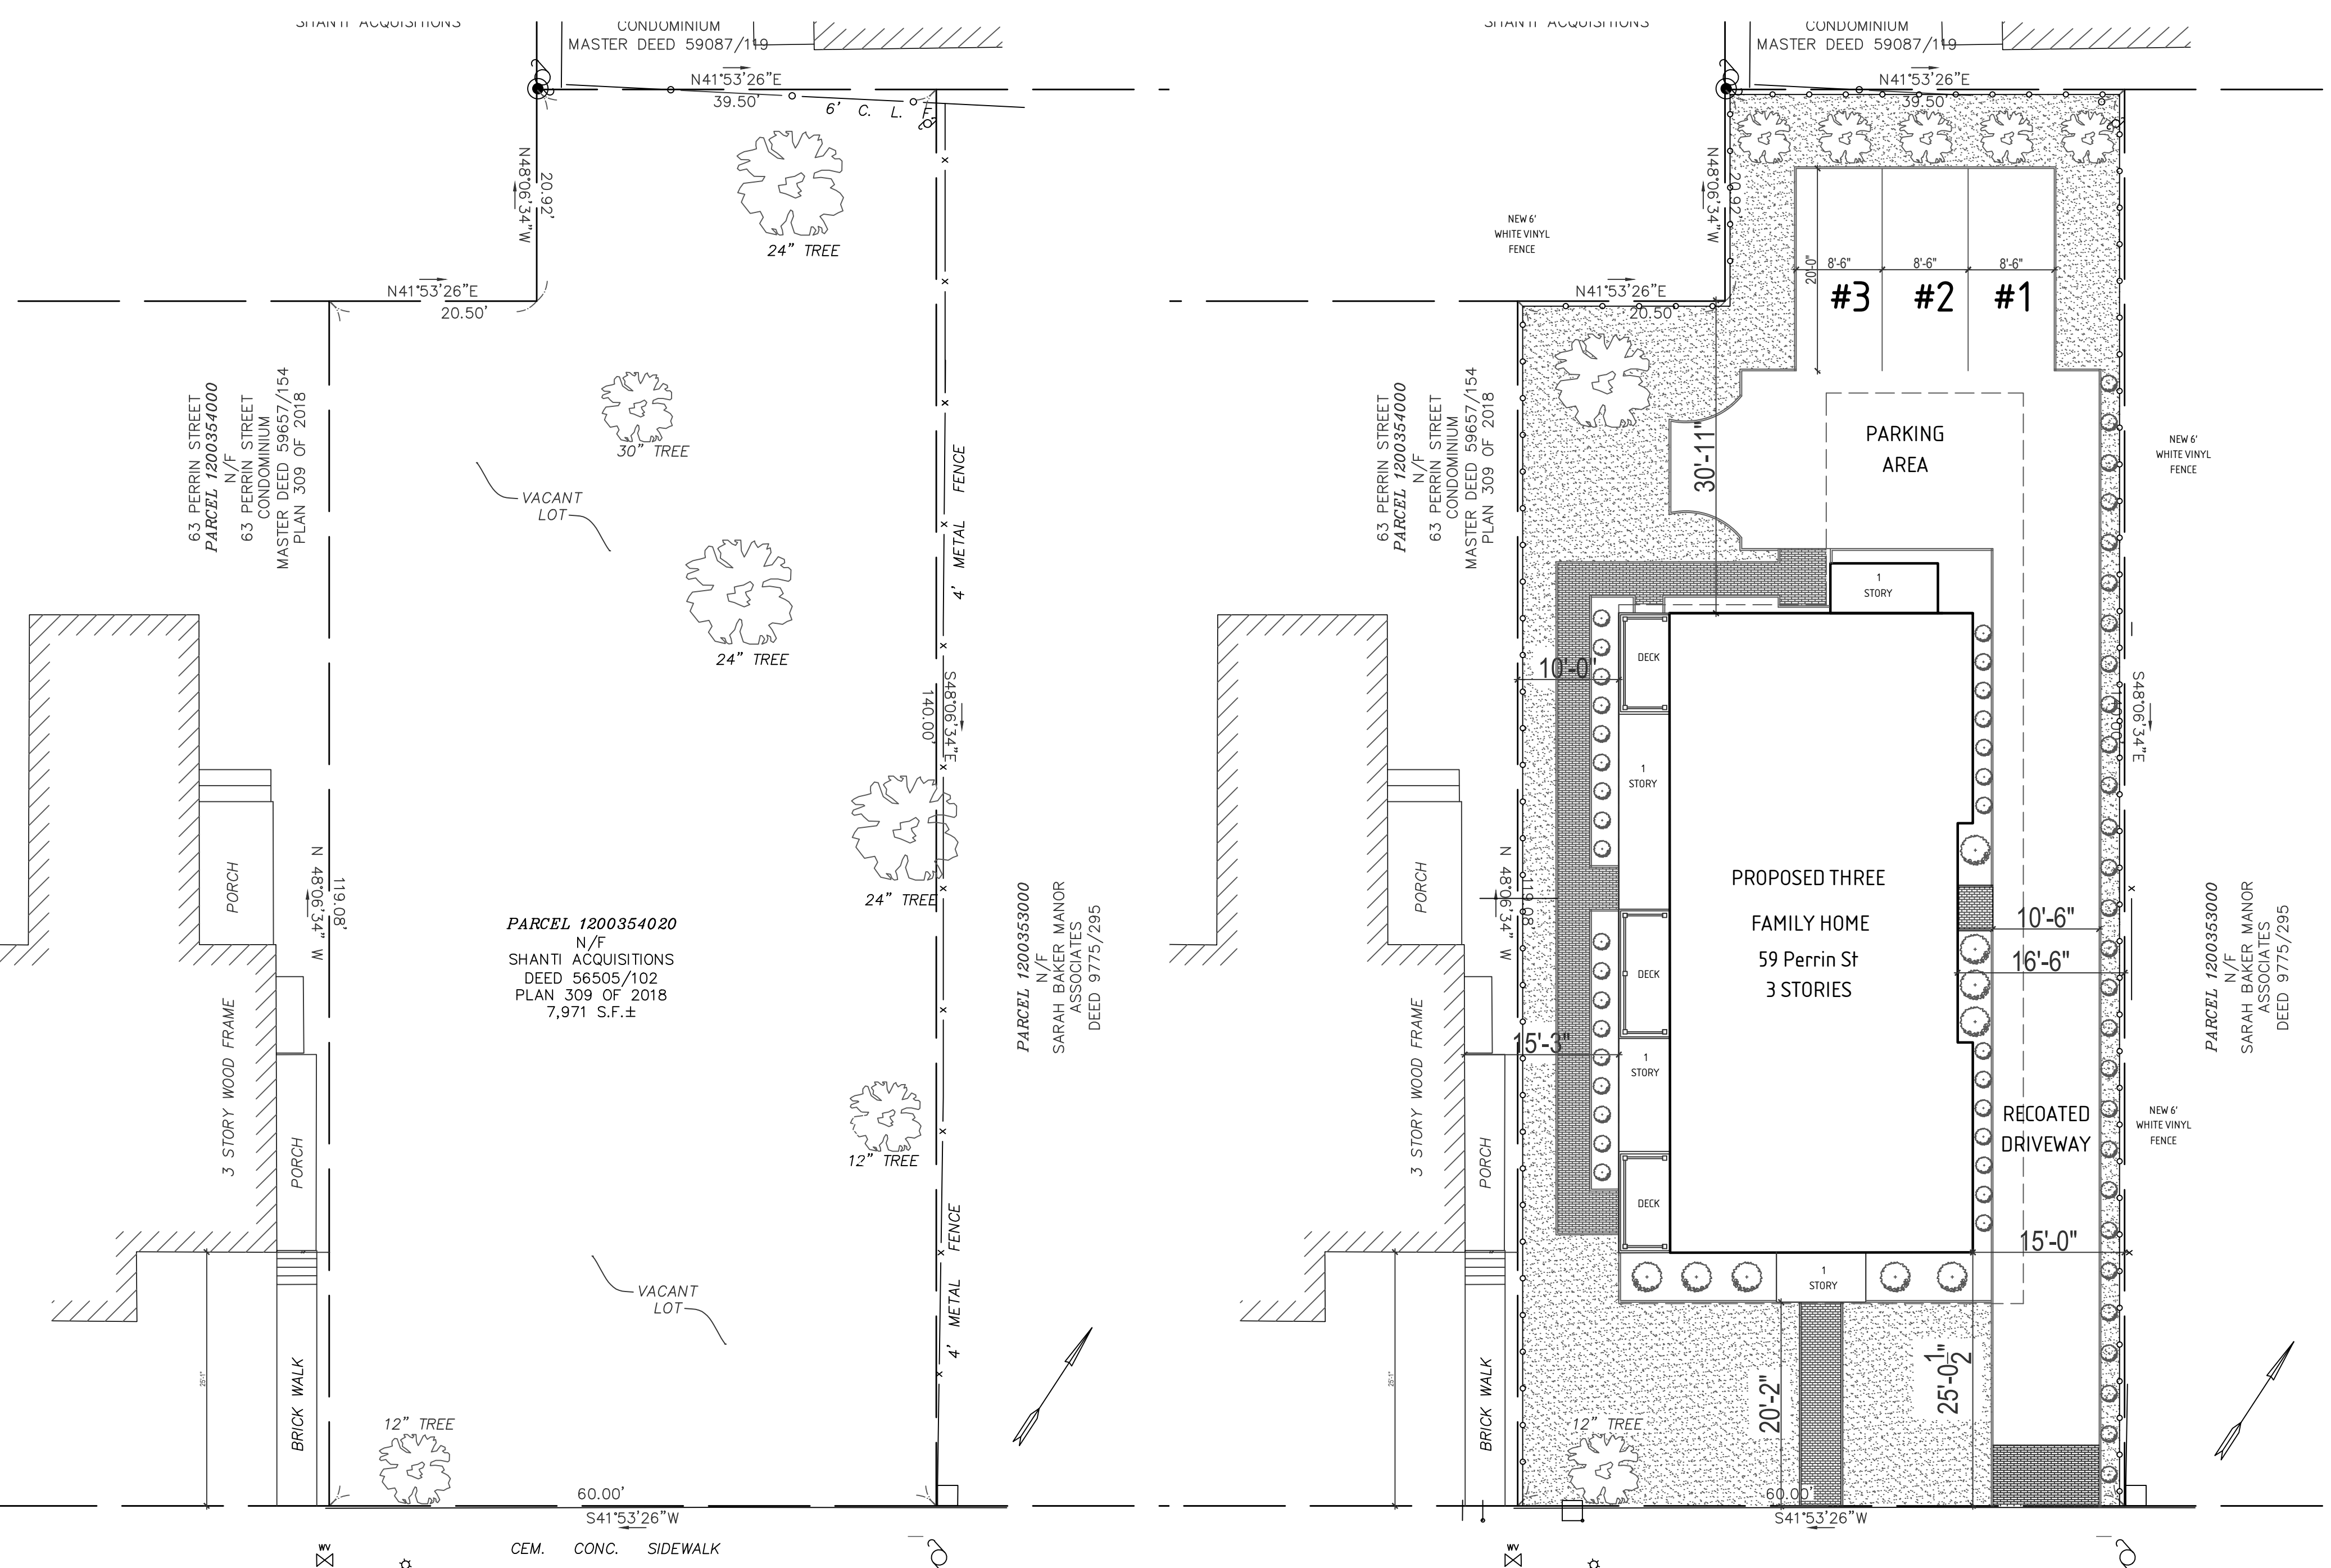 SHANTI ACQUISITIONS
CONDOMINIUM
MASTER DEED 59087/119
N41°53'26"E
39.50'
6' C. L. F.
N48°06'34"W
20.92'
24" TREE
N41°53'26"E
20.50'
63 PERRIN STREET
PARCEL 1200354000
N/F
63 PERRIN STREET
CONDOMINIUM
MASTER DEED 59657/154
PLAN 309 OF 2018
30" TREE
VACANT
LOT
4' METAL FENCE
24" TREE
S48°06'34"E
140.00'
24" TREE
PORCH
N 48°06'34" W
119.08'
PARCEL 1200354020
N/F
SHANTI ACQUISITIONS
DEED 56505/102
PLAN 309 OF 2018
7,971 S.F.±
PARCEL 1200353000
N/F
SARAH BAKER MANOR
ASSOCIATES
DEED 9775/295
3 STORY WOOD FRAME
PORCH
12" TREE
4' METAL FENCE
VACANT
LOT
25'-1"
BRICK WALK
12" TREE
60.00'
S41°53'26"W
CEM. CONC. SIDEWALK
WV
SHANTI ACQUISITIONS
CONDOMINIUM
MASTER DEED 59087/119
N41°53'26"E
39.50'
N48°06'34"W
20.92'
NEW 6'
WHITE VINYL
FENCE
N41°53'26"E
20.50'
20'-0"
8'-6"
8'-6"
8'-6"
#3
#2
#1
63 PERRIN STREET
PARCEL 1200354000
N/F
63 PERRIN STREET
CONDOMINIUM
MASTER DEED 59657/154
PLAN 309 OF 2018
30'-11"
PARKING
AREA
NEW 6'
WHITE VINYL
FENCE
1
STORY
DECK
10'-0"
S48°06'34"E
140.00'
1
STORY
PORCH
N 48°06'34" W
119.08'
PROPOSED THREE
FAMILY HOME
59 Perrin St
3 STORIES
DECK
10'-6"
16'-6"
PARCEL 1200353000
N/F
SARAH BAKER MANOR
ASSOCIATES
DEED 9775/295
15'-3"
1
STORY
3 STORY WOOD FRAME
PORCH
RECOATED
DRIVEWAY
NEW 6'
WHITE VINYL
FENCE
DECK
15'-0"
1
STORY
25'-1"
BRICK WALK
20'-2"
25'-0 1/2"
12" TREE
60.00'
S41°53'26"W
WV